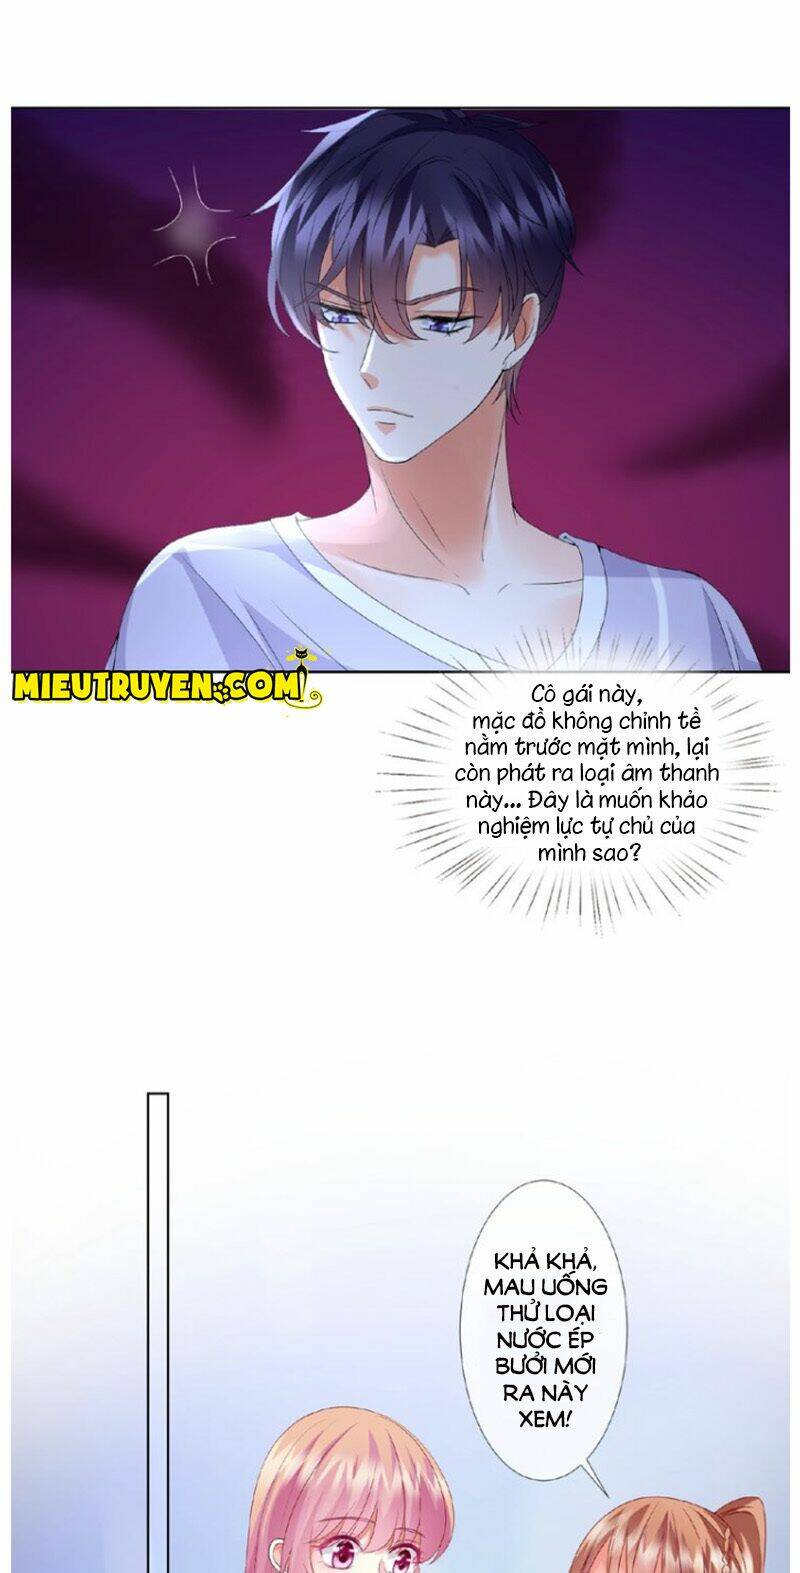 MIEUTRUYEN.COM
Cô gái này,
mặc đồ không chỉnh tề
nằm trước mặt mình, lại
còn phát ra loại âm thanh
này... Đây là muốn khảo
nghiệm lực tự chủ của
mình sao?
KHẢ KHẢ,
MAU UỐNG
THỬ LOẠI
NƯỚC ÉP
BƯỞI MỚI
RA NÀY
XEM!